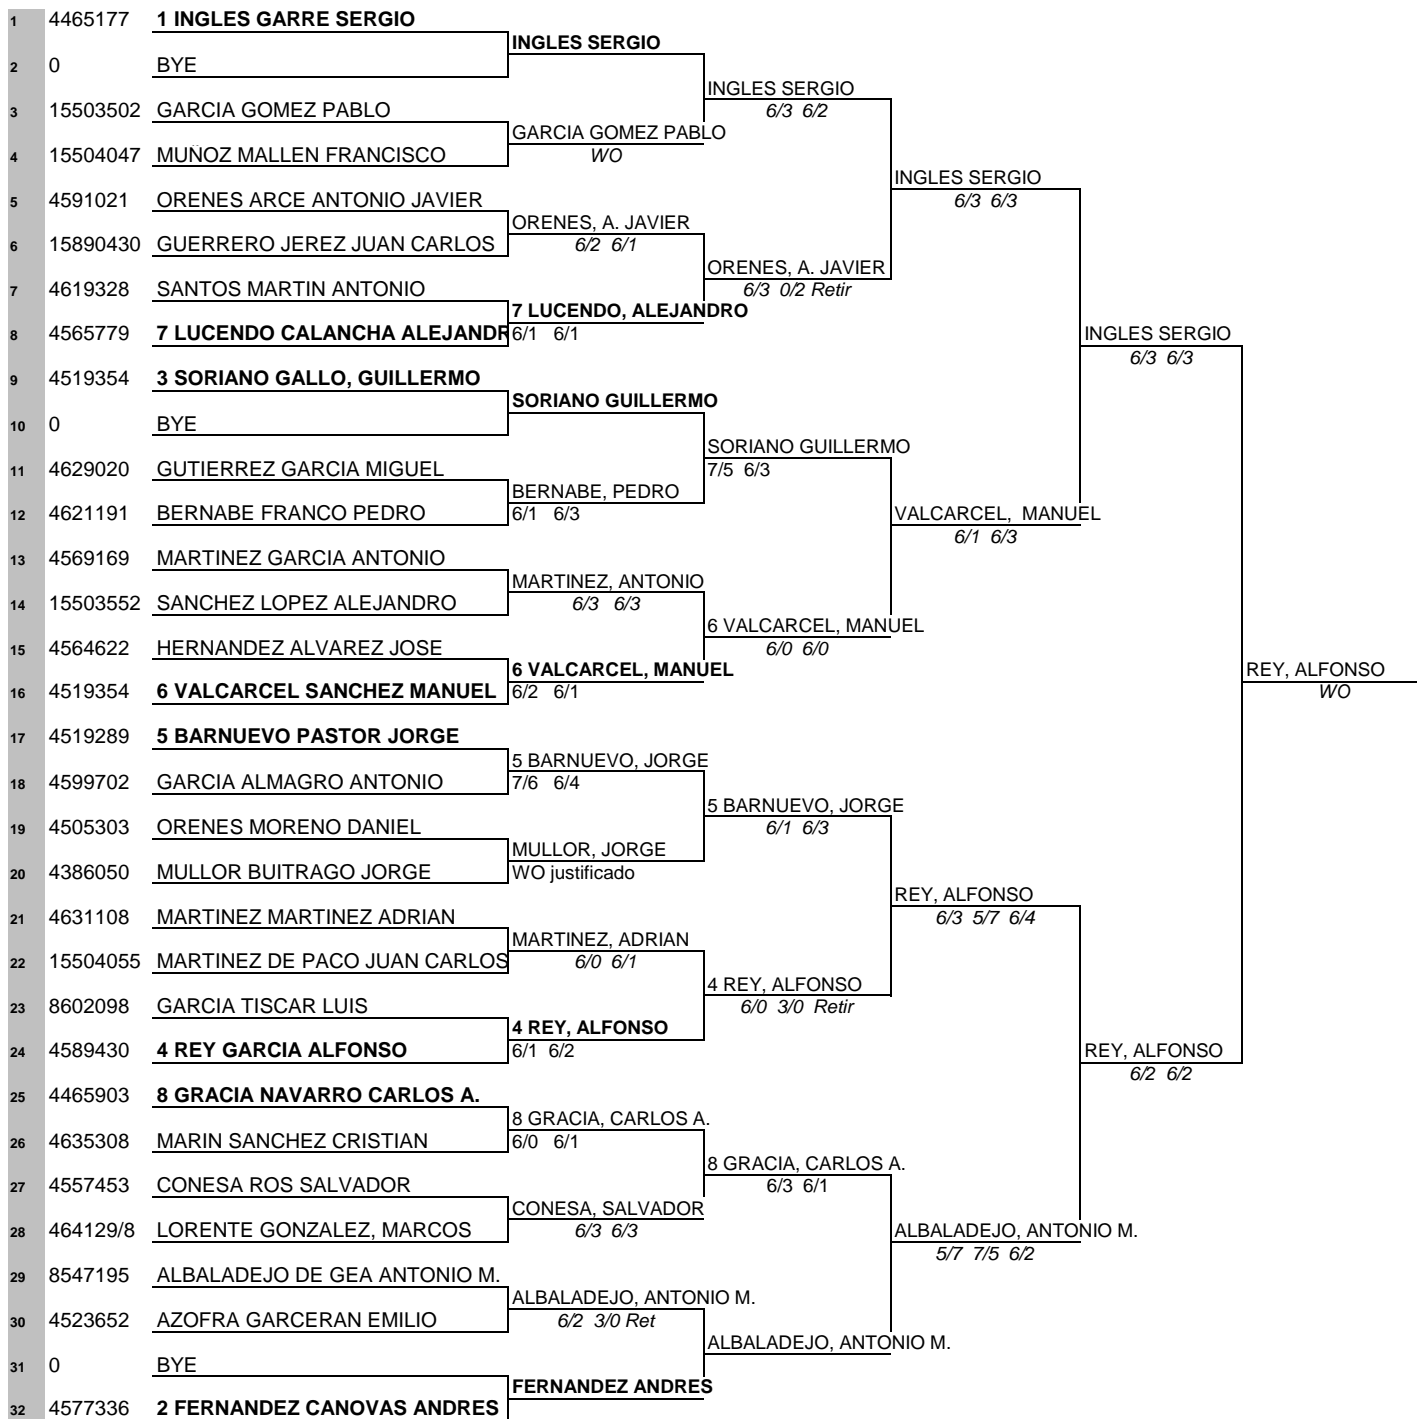 1 4465177 1 INGLES GARRE SERGIO
INGLES SERGIO
2 0 BYE
INGLES SERGIO
6/3 6/2
3 15503502 GARCIA GOMEZ PABLO
GARCIA GOMEZ PABLO
WO
4 15504047 MUÑOZ MALLEN FRANCISCO
INGLES SERGIO
6/3 6/3
5 4591021 ORENES ARCE ANTONIO JAVIER
ORENES, A. JAVIER
6/2 6/1
6 15890430 GUERRERO JEREZ JUAN CARLOS
ORENES, A. JAVIER
6/3 0/2 Retir
7 4619328 SANTOS MARTIN ANTONIO
7 LUCENDO, ALEJANDRO
6/1 6/1
8 4565779 7 LUCENDO CALANCHA ALEJANDR
INGLES SERGIO
6/3 6/3
9 4519354 3 SORIANO GALLO, GUILLERMO
SORIANO GUILLERMO
10 0 BYE
SORIANO GUILLERMO
7/5 6/3
11 4629020 GUTIERREZ GARCIA MIGUEL
BERNABE, PEDRO
6/1 6/3
12 4621191 BERNABE FRANCO PEDRO
VALCARCEL, MANUEL
6/1 6/3
13 4569169 MARTINEZ GARCIA ANTONIO
MARTINEZ, ANTONIO
6/3 6/3
14 15503552 SANCHEZ LOPEZ ALEJANDRO
6 VALCARCEL, MANUEL
6/0 6/0
15 4564622 HERNANDEZ ALVAREZ JOSE
6 VALCARCEL, MANUEL
6/2 6/1
16 4519354 6 VALCARCEL SANCHEZ MANUEL
REY, ALFONSO
WO
17 4519289 5 BARNUEVO PASTOR JORGE
5 BARNUEVO, JORGE
7/6 6/4
18 4599702 GARCIA ALMAGRO ANTONIO
5 BARNUEVO, JORGE
6/1 6/3
19 4505303 ORENES MORENO DANIEL
MULLOR, JORGE
WO justificado
20 4386050 MULLOR BUITRAGO JORGE
REY, ALFONSO
6/3 5/7 6/4
21 4631108 MARTINEZ MARTINEZ ADRIAN
MARTINEZ, ADRIAN
6/0 6/1
22 15504055 MARTINEZ DE PACO JUAN CARLOS
4 REY, ALFONSO
6/0 3/0 Retir
23 8602098 GARCIA TISCAR LUIS
4 REY, ALFONSO
6/1 6/2
24 4589430 4 REY GARCIA ALFONSO
REY, ALFONSO
6/2 6/2
25 4465903 8 GRACIA NAVARRO CARLOS A.
8 GRACIA, CARLOS A.
6/0 6/1
26 4635308 MARIN SANCHEZ CRISTIAN
8 GRACIA, CARLOS A.
6/3 6/1
27 4557453 CONESA ROS SALVADOR
CONESA, SALVADOR
6/3 6/3
28 464129/8 LORENTE GONZALEZ, MARCOS
ALBALADEJO, ANTONIO M.
5/7 7/5 6/2
29 8547195 ALBALADEJO DE GEA ANTONIO M.
ALBALADEJO, ANTONIO M.
6/2 3/0 Ret
30 4523652 AZOFRA GARCERAN EMILIO
ALBALADEJO, ANTONIO M.
31 0 BYE
FERNANDEZ ANDRES
32 4577336 2 FERNANDEZ CANOVAS ANDRES